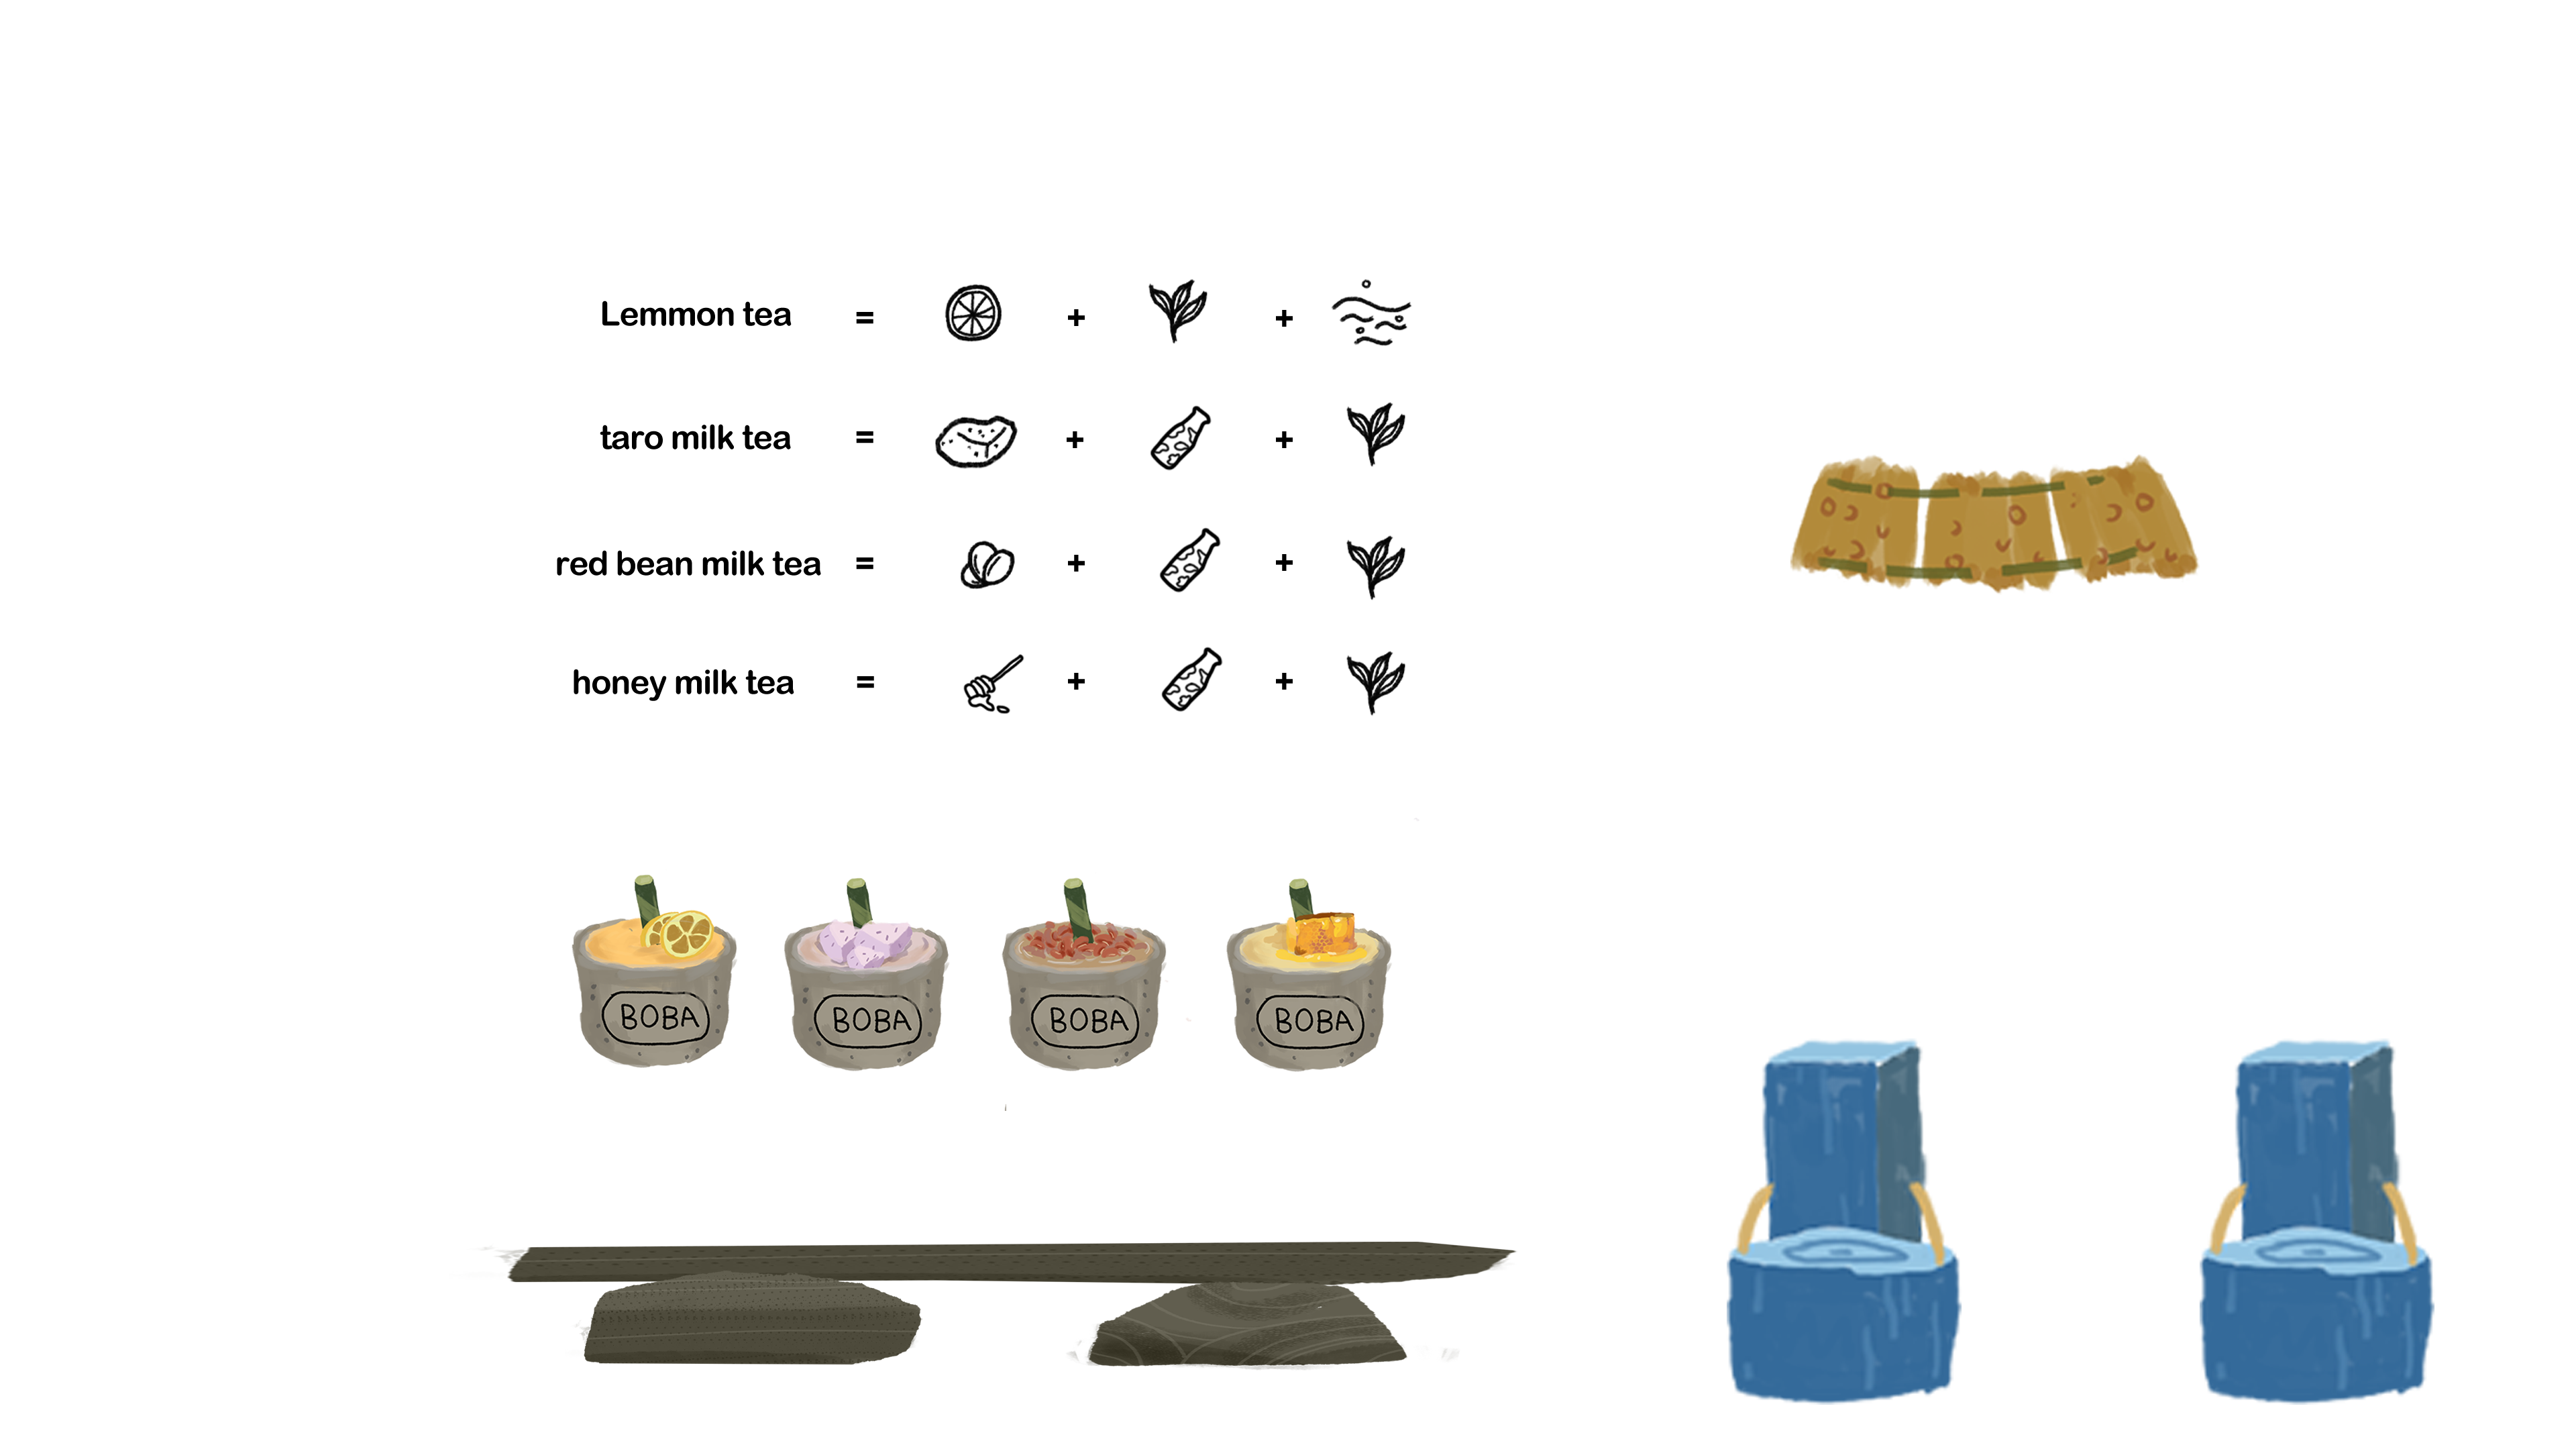 Lemmon tea = + +
taro milk tea = + +
red bean milk tea = + +
honey milk tea = + +
BOBA BOBA BOBA BOBA